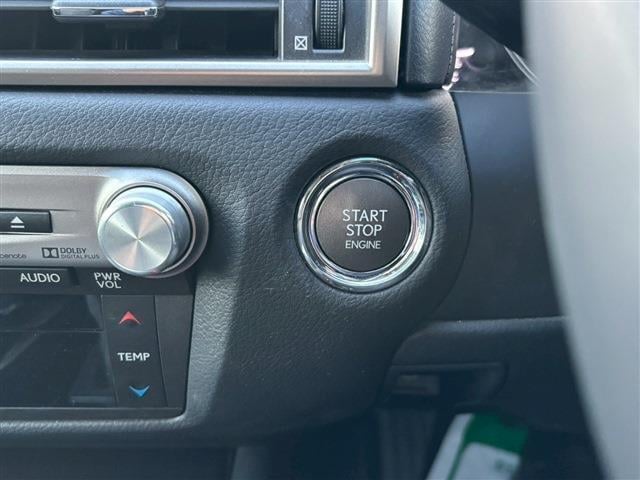 START
STOP
ENGINE
DOLBY
DIGITAL PLUS
AUDIO
PWR
VOL
TEMP